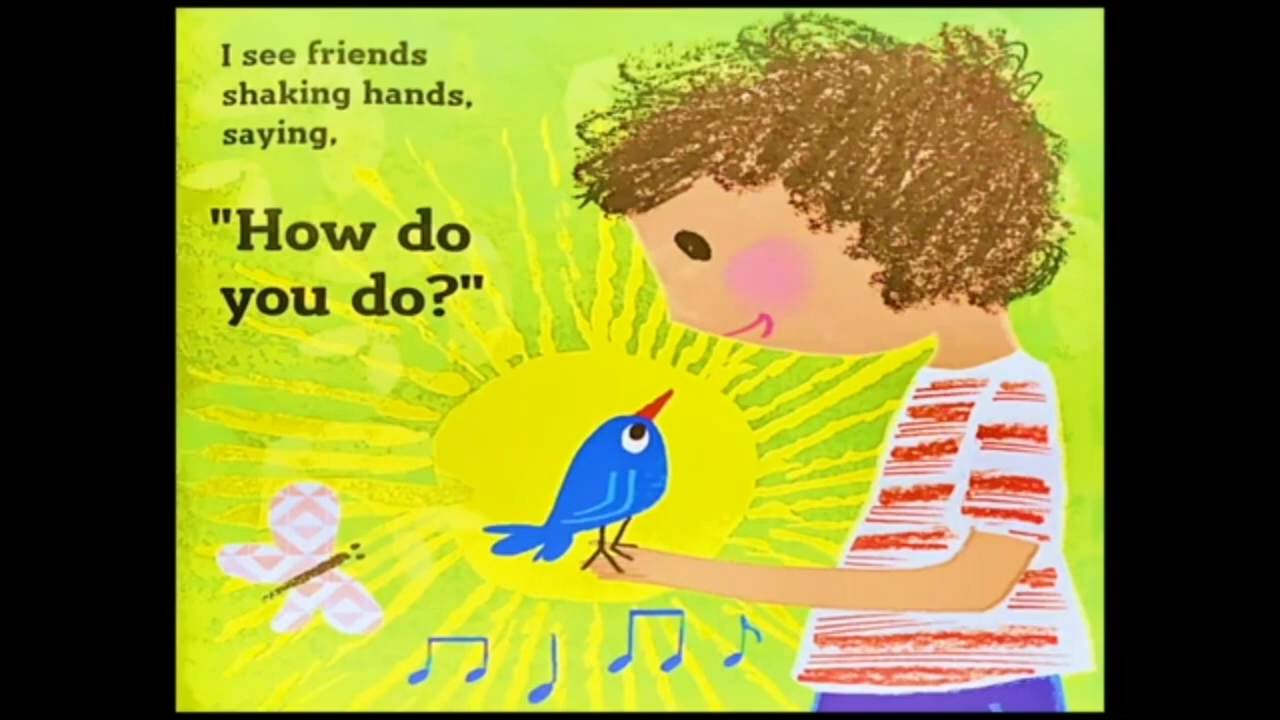 I see friends
shaking hands,
saying,
"How do
you do?"